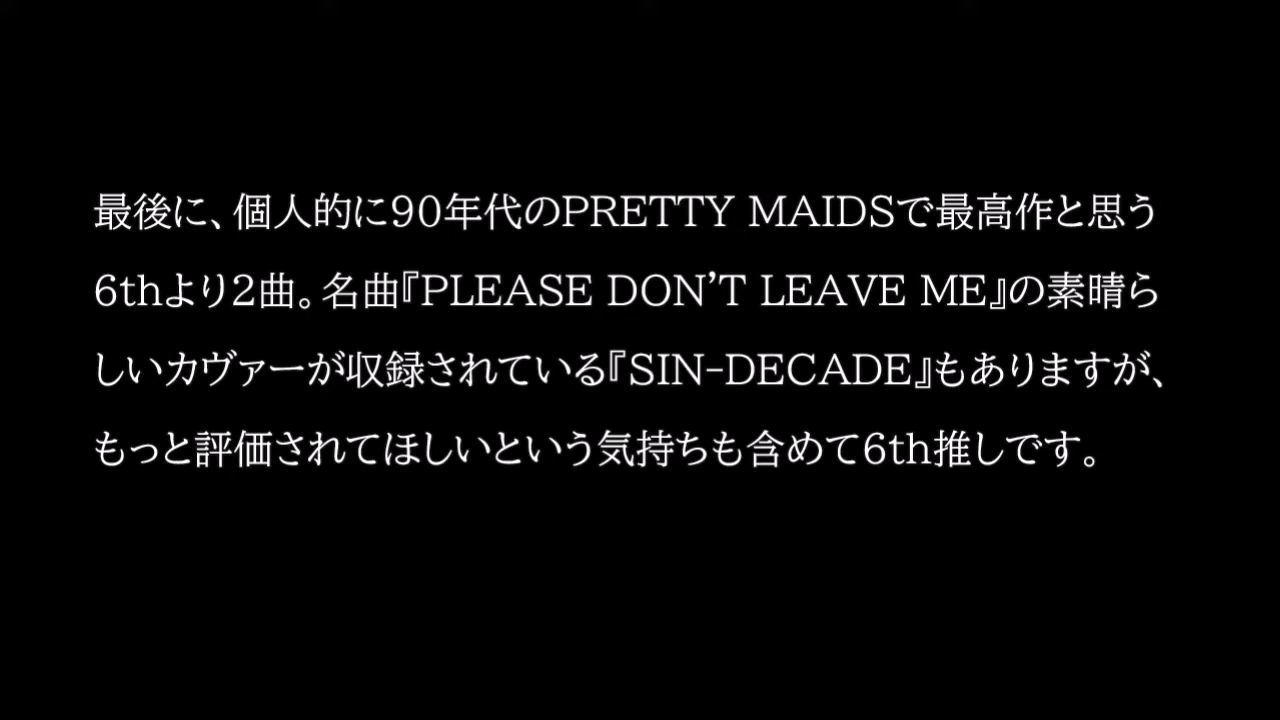 最後に、個人的に90年代のPRETTY MAIDSで最高作と思う
6thより2曲。名曲『PLEASE DON’T LEAVE ME』の素晴ら
しいカヴァーが収録されている『SIN-DECADE』もありますが、
もっと評価されてほしいという気持ちも含めて6th推しです。